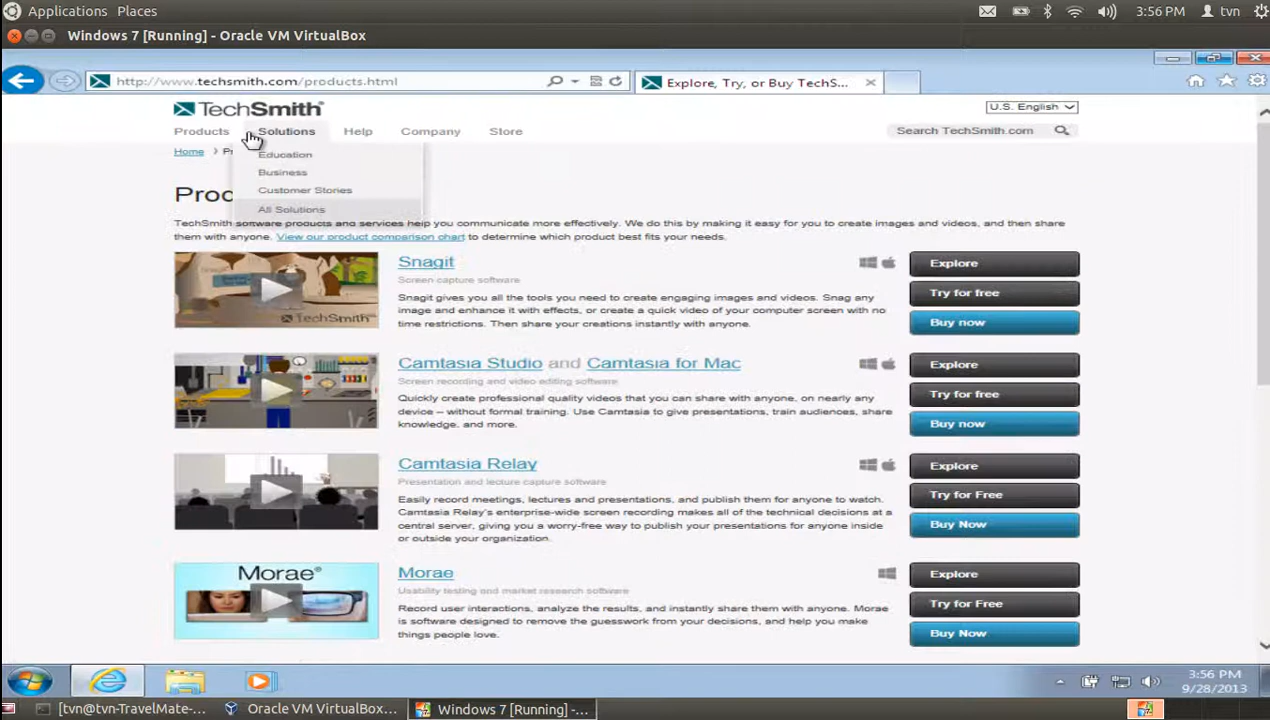 Applications Places
3:56 PM tvn
Windows 7 [Running] - Oracle VM VirtualBox
http://www.techsmith.com/products.html
Explore, Try, or Buy TechS...
TechSmith
U.S. English
Products Solutions Help Company Store
Search TechSmith.com
Home
Education
Business
Customer Stories
All Solutions
TechSmith software products and services help you communicate more effectively. We do this by making it easy for you to create images and videos, and then share
them with anyone. View our product comparison chart to determine which product best fits your needs.
TechSmith
Snagit
Screen capture software
Snagit gives you all the tools you need to create engaging images and videos. Snag any
image and enhance it with effects, or create a quick video of your computer screen with no
time restrictions. Then share your creations instantly with anyone.
Explore
Try for free
Buy now
Camtasia Studio and Camtasia for Mac
Screen recording and video editing software
Quickly create professional quality videos that you can share with anyone, on nearly any
device – without formal training. Use Camtasia to give presentations, train audiences, share
knowledge, and more.
Explore
Try for free
Buy now
Camtasia Relay
Presentation and lecture capture software
Easily record meetings, lectures and presentations, and publish them for anyone to watch.
Camtasia Relay's enterprise-wide screen recording makes all of the technical decisions at a
central server, giving you a worry-free way to publish your presentations for anyone inside
or outside your organization.
Explore
Try for Free
Buy Now
Morae®
Morae
Usability testing and market research software
Record user interactions, analyze the results, and instantly share them with anyone. Morae
is software designed to remove the guesswork from your decisions, and help you make
things people love.
Explore
Try for Free
Buy Now
3:56 PM
9/28/2013
[tvn@tvn-TravelMate-...
Oracle VM VirtualBox...
Windows 7 [Running] -...